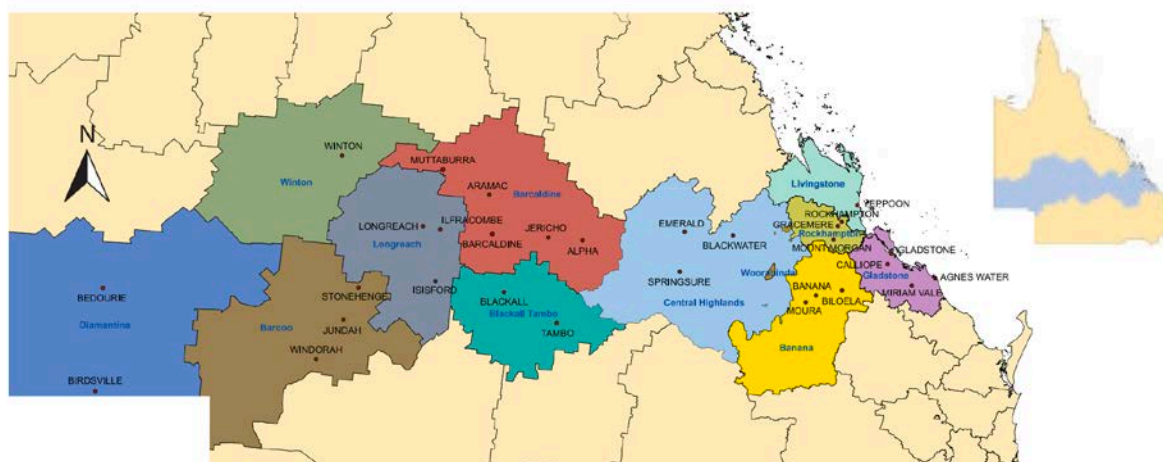 N
WINTON
Winton
MUTTABURRA
ARAMAC
Barcaldine
LONGREACH
ILFRACOMBE
Longreach
BARCALDINE
JERICHO
ALPHA
ISISFORD
BEDOURIE
Diamantina
BIRDSVILLE
STONEHENGE
JUNDAH
Barcoo
WINDORAH
BLACKALL
Blackall Tambo
TAMBO
EMERALD
BLACKWATER
SPRINGSURE
Central Highlands
Woorabinda
Livingstone
YEPPOON
ROCKHAMPTON
GRACEMERE
Rockhampton
MOUNT MORGAN
GLADSTONE
CALLIOPE
Gladstone
AGNES WATER
MIRIAM VALE
BANANA
BILOELA
MOURA
Banana